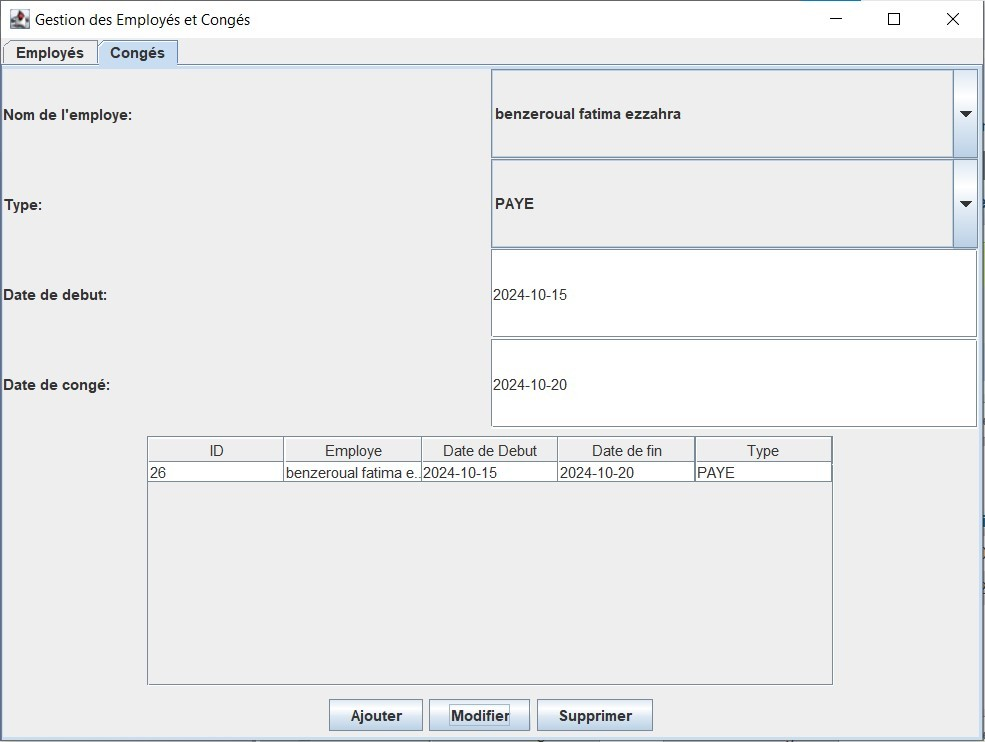 Gestion des Employés et Congés
Employés Congés
Nom de l'employe: benzeroual fatima ezzahra
Type: PAYE
Date de debut: 2024-10-15
Date de congé: 2024-10-20
ID Employe Date de Debut Date de fin Type
26 benzeroual fatima e... 2024-10-15 2024-10-20 PAYE
Ajouter Modifier Supprimer